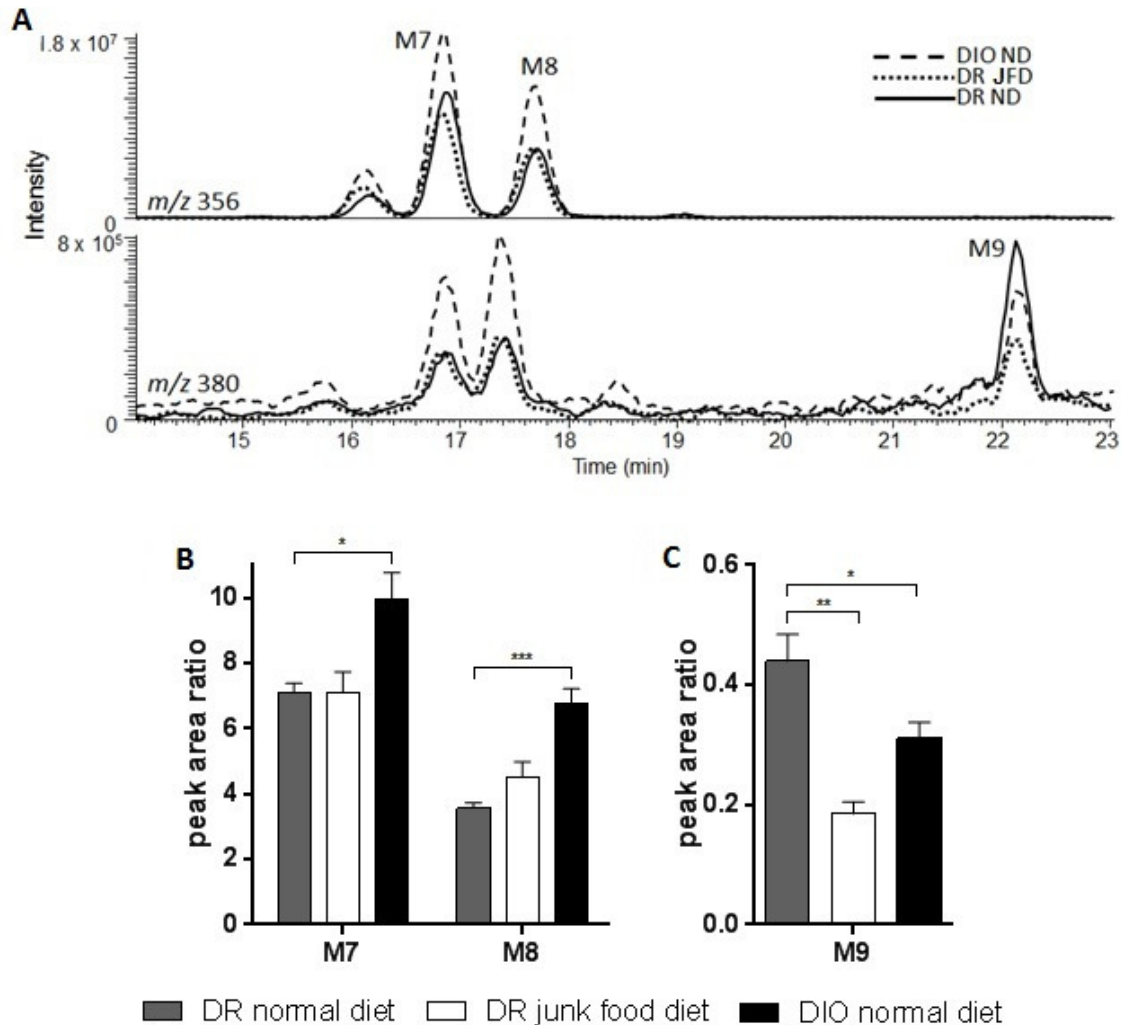 A
I.8 x 10⁷
M7
M8
DIO ND
DR JFD
DR ND
Intensity
m/z 356
0
8 x 10⁵
M9
m/z 380
0
15 16 17 18 19 20 21 22 23
Time (min)
B
peak area ratio
10
8
6
4
2
0
*
***
M7
M8
C
peak area ratio
0.6
0.4
0.2
0.0
*
**
M9
DR normal diet
DR junk food diet
DIO normal diet